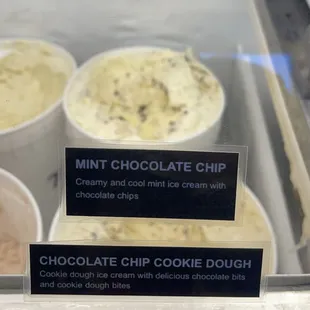 MINT CHOCOLATE CHIP
Creamy and cool mint ice cream with
chocolate chips
CHOCOLATE CHIP COOKIE DOUGH
Cookie dough ice cream with delicious chocolate bits
and cookie dough bites